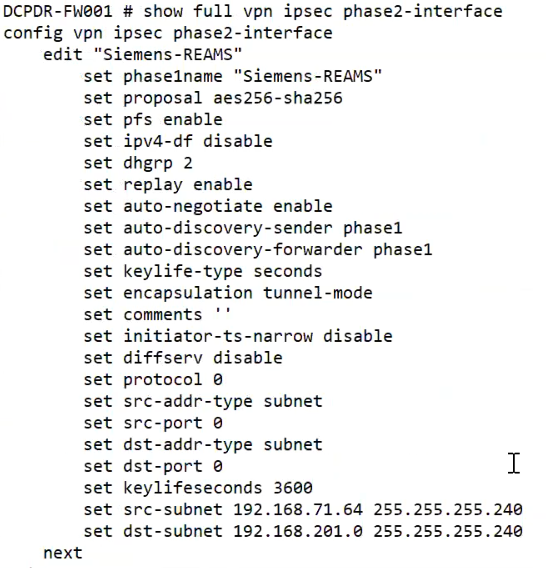 DCPDR-FW001 # show full vpn ipsec phase2-interface
config vpn ipsec phase2-interface
    edit "Siemens-REAMS"
        set phase1name "Siemens-REAMS"
        set proposal aes256-sha256
        set pfs enable
        set ipv4-df disable
        set dhgrp 2
        set replay enable
        set auto-negotiate enable
        set auto-discovery-sender phase1
        set auto-discovery-forwarder phase1
        set keylife-type seconds
        set encapsulation tunnel-mode
        set comments ''
        set initiator-ts-narrow disable
        set diffserv disable
        set protocol 0
        set src-addr-type subnet
        set src-port 0
        set dst-addr-type subnet
        set dst-port 0
        set keylifeseconds 3600
        set src-subnet 192.168.71.64 255.255.255.240
        set dst-subnet 192.168.201.0 255.255.255.240
    next